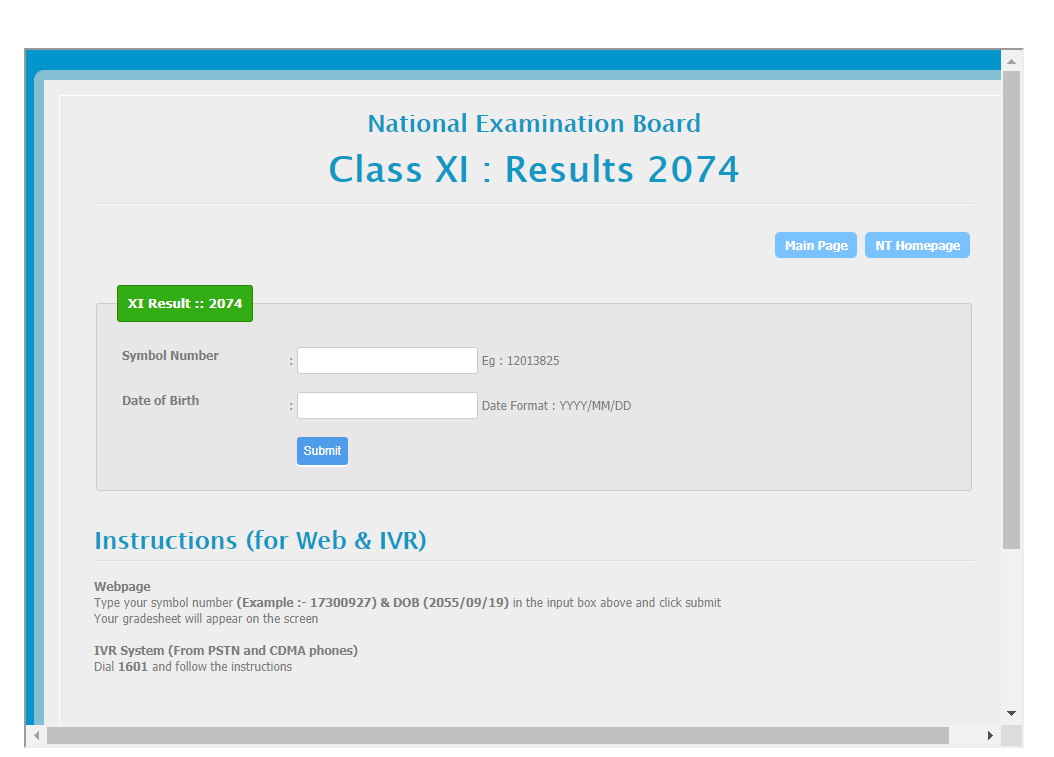 National Examination Board
Class XI : Results 2074
Main Page NT Homepage
XI Result :: 2074
Symbol Number : Eg : 12013825
Date of Birth : Date Format : YYYY/MM/DD
Submit
Instructions (for Web & IVR)
Webpage
Type your symbol number (Example :- 17300927) & DOB (2055/09/19) in the input box above and click submit
Your gradesheet will appear on the screen
IVR System (From PSTN and CDMA phones)
Dial 1601 and follow the instructions